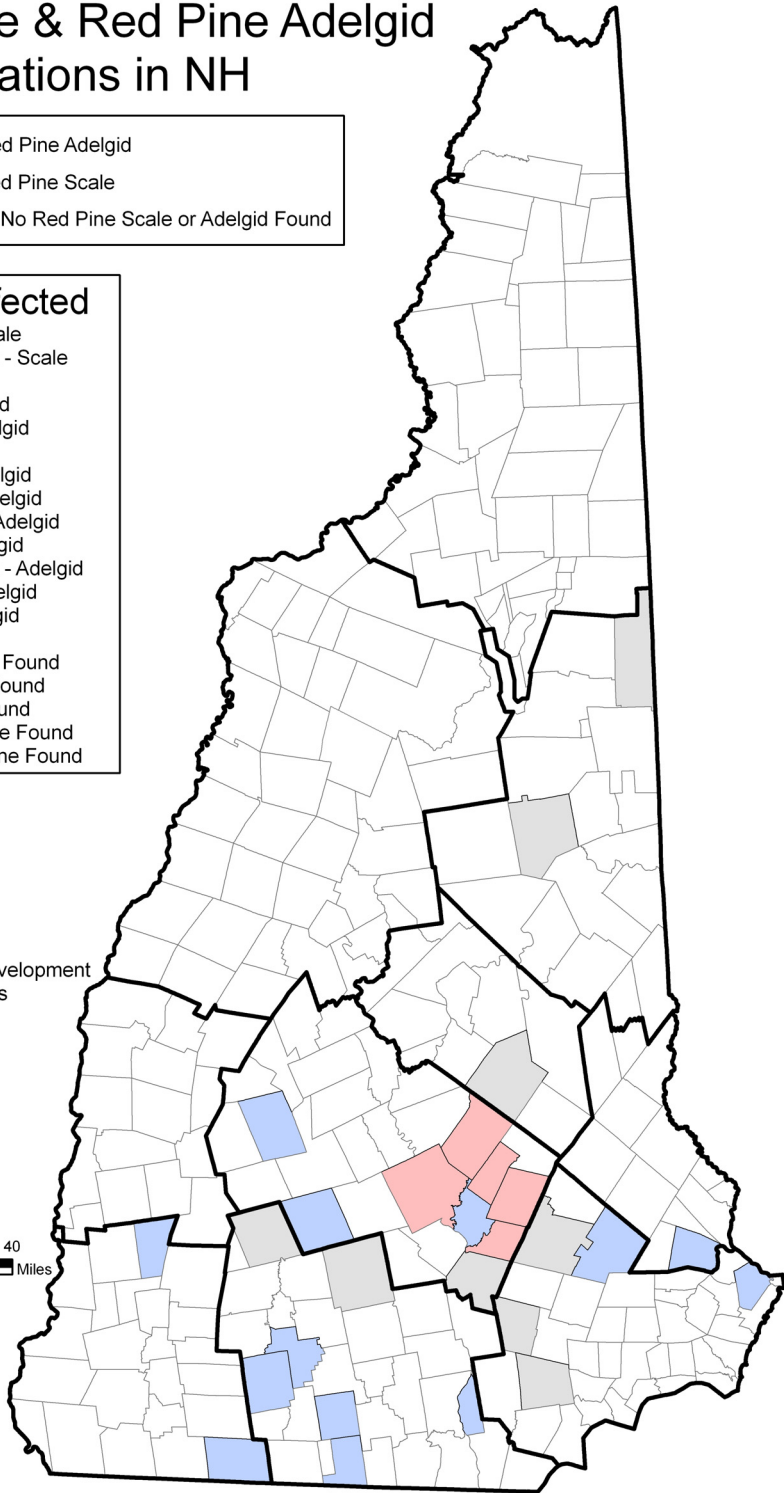 e & Red Pine Adelgid
ations in NH
ed Pine Adelgid
d Pine Scale
No Red Pine Scale or Adelgid Found
fected
ale
- Scale
d
lgid
lgid
elgid
Adelgid
gid
- Adelgid
elgid
gid
Found
ound
und
e Found
ne Found
velopment
s
40
Miles